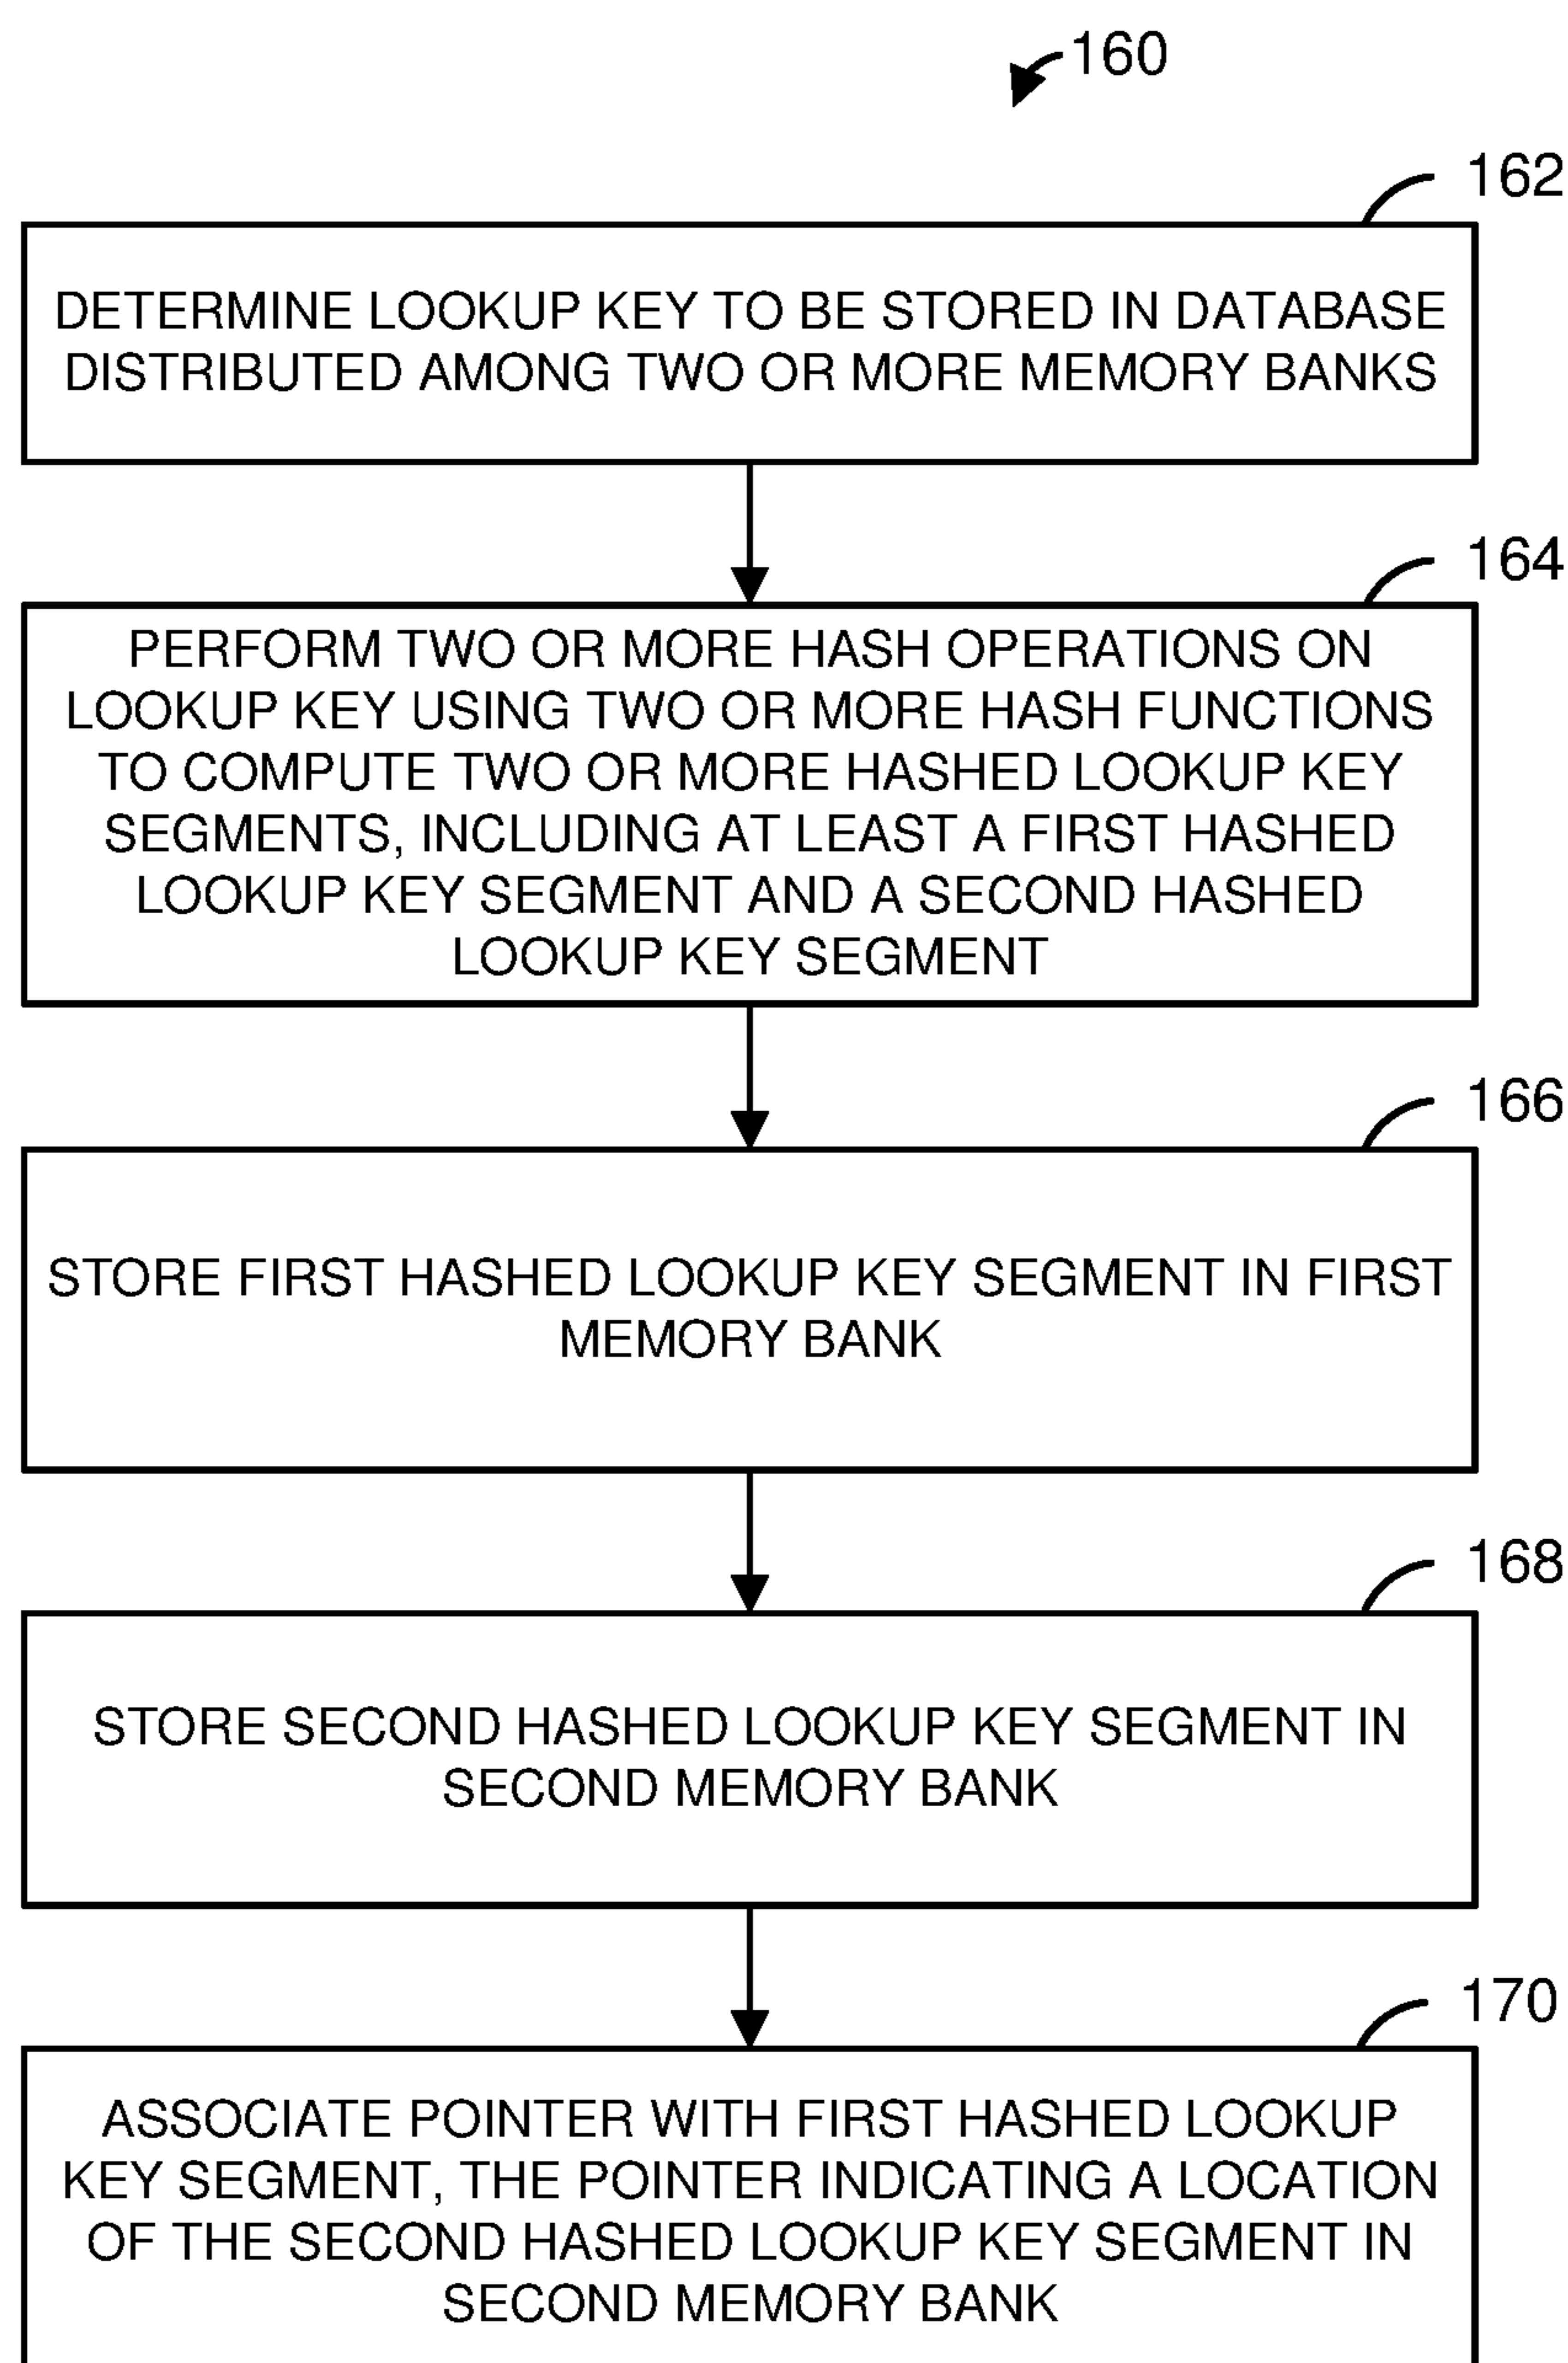 160
162
DETERMINE LOOKUP KEY TO BE STORED IN DATABASE
DISTRIBUTED AMONG TWO OR MORE MEMORY BANKS
164
PERFORM TWO OR MORE HASH OPERATIONS ON
LOOKUP KEY USING TWO OR MORE HASH FUNCTIONS
TO COMPUTE TWO OR MORE HASHED LOOKUP KEY
SEGMENTS, INCLUDING AT LEAST A FIRST HASHED
LOOKUP KEY SEGMENT AND A SECOND HASHED
LOOKUP KEY SEGMENT
166
STORE FIRST HASHED LOOKUP KEY SEGMENT IN FIRST
MEMORY BANK
168
STORE SECOND HASHED LOOKUP KEY SEGMENT IN
SECOND MEMORY BANK
170
ASSOCIATE POINTER WITH FIRST HASHED LOOKUP
KEY SEGMENT, THE POINTER INDICATING A LOCATION
OF THE SECOND HASHED LOOKUP KEY SEGMENT IN
SECOND MEMORY BANK